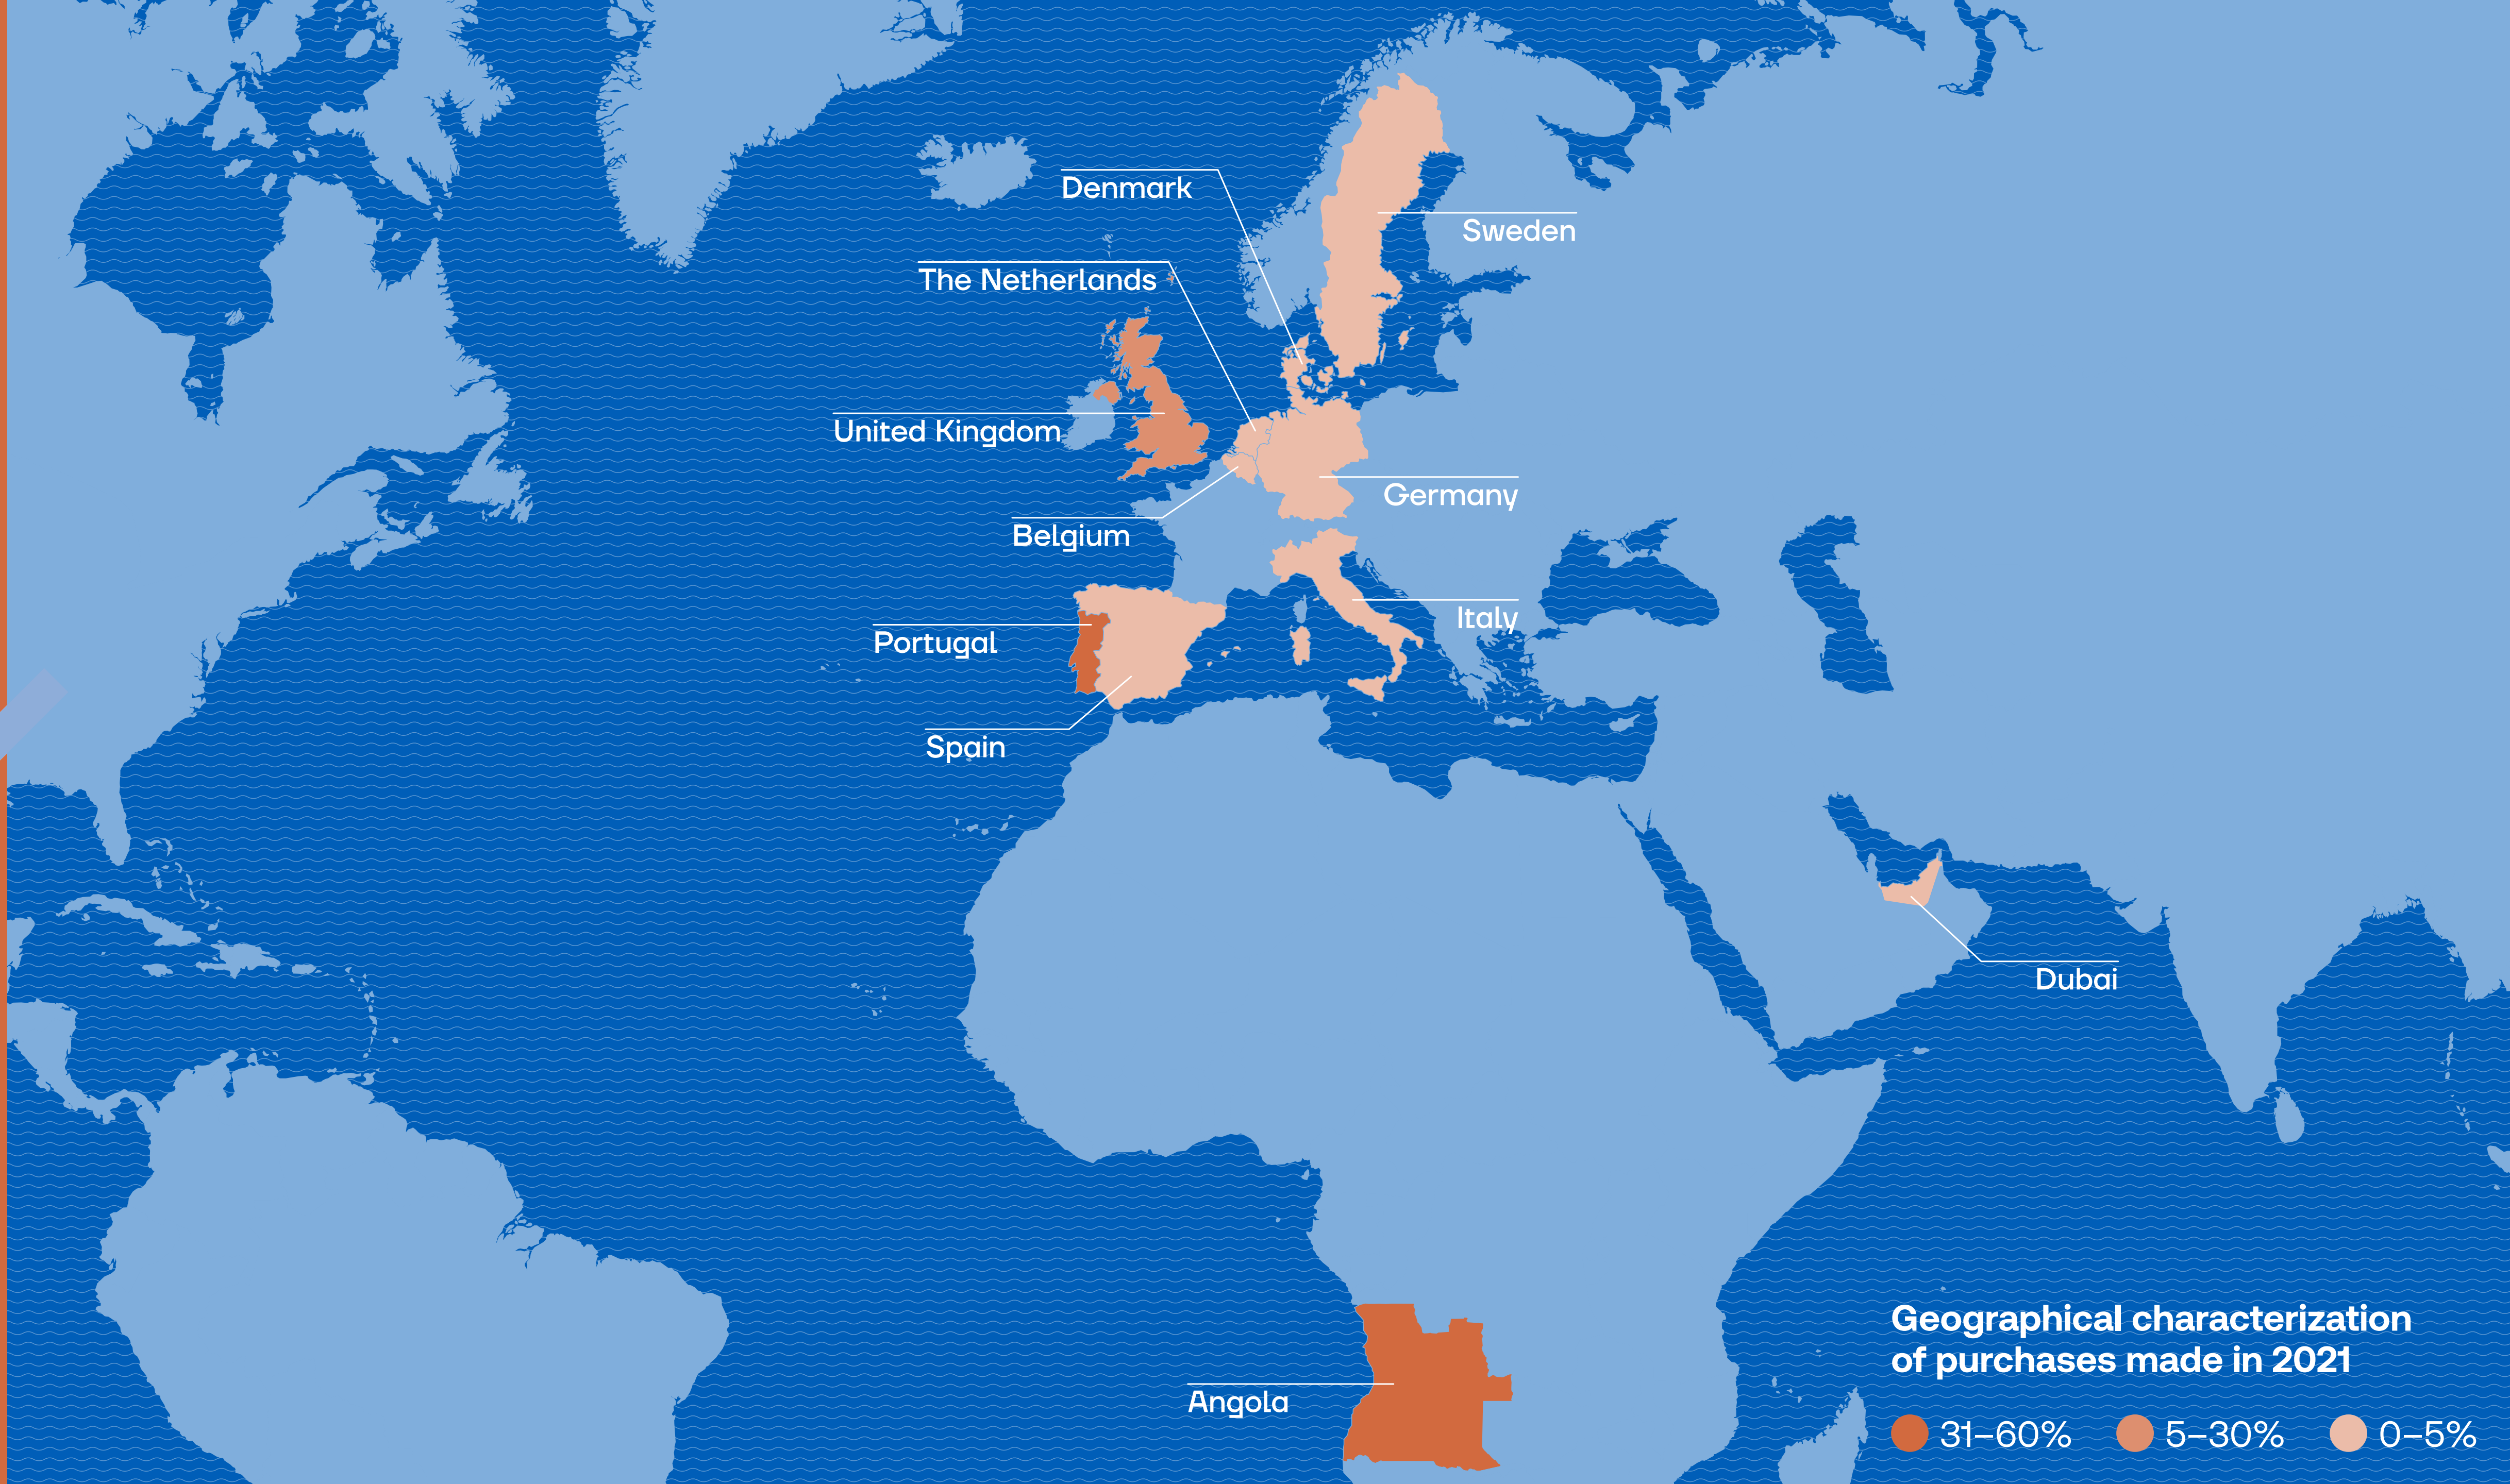 Denmark
Sweden
The Netherlands
United Kingdom
Germany
Belgium
Italy
Portugal
Spain
Dubai
Angola
Geographical characterization
of purchases made in 2021
31–60%
5–30%
0–5%